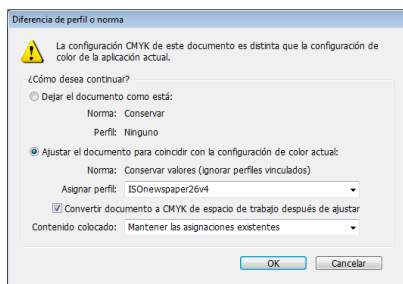 Diferencia de perfil o norma
La configuración CMYK de este documento es distinta que la configuración de
color de la aplicación actual.
¿Cómo desea continuar?
Dejar el documento como está:
Norma: Conservar
Perfil: Ninguno
Ajustar el documento para coincidir con la configuración de color actual:
Norma: Conservar valores (ignorar perfiles vinculados)
Asignar perfil: ISOnewspaper26v4
Convertir documento a CMYK de espacio de trabajo después de ajustar
Contenido colocado: Mantener las asignaciones existentes
OK Cancelar